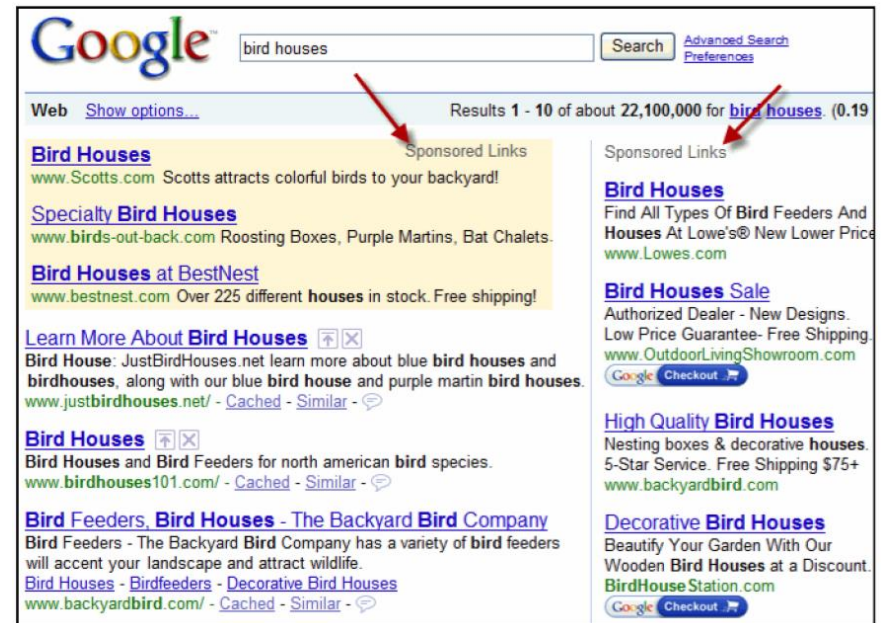 Google™
bird houses
Search
Advanced Search
Preferences
Web Show options...
Results 1 - 10 of about 22,100,000 for bird houses. (0.19
Sponsored Links
Bird Houses
www.Scotts.com Scotts attracts colorful birds to your backyard!
Specialty Bird Houses
www.birds-out-back.com Roosting Boxes, Purple Martins, Bat Chalets
Bird Houses at BestNest
www.bestnest.com Over 225 different houses in stock. Free shipping!
Learn More About Bird Houses
Bird House: JustBirdHouses.net learn more about blue bird houses and
birdhouses, along with our blue bird house and purple martin bird houses.
www.justbirdhouses.net/ - Cached - Similar -
Bird Houses
Bird Houses and Bird Feeders for north american bird species.
www.birdhouses101.com/ - Cached - Similar -
Bird Feeders, Bird Houses - The Backyard Bird Company
Bird Feeders - The Backyard Bird Company has a variety of bird feeders
will accent your landscape and attract wildlife.
Bird Houses - Birdfeeders - Decorative Bird Houses
www.backyardbird.com/ - Cached - Similar -
Sponsored Links
Bird Houses
Find All Types Of Bird Feeders And
Houses At Lowe's® New Lower Price
www.Lowes.com
Bird Houses Sale
Authorized Dealer - New Designs.
Low Price Guarantee- Free Shipping.
www.OutdoorLivingShowroom.com
Google Checkout
High Quality Bird Houses
Nesting boxes & decorative houses.
5-Star Service. Free Shipping $75+
www.backyardbird.com
Decorative Bird Houses
Beautify Your Garden With Our
Wooden Bird Houses at a Discount.
BirdHouseStation.com
Google Checkout